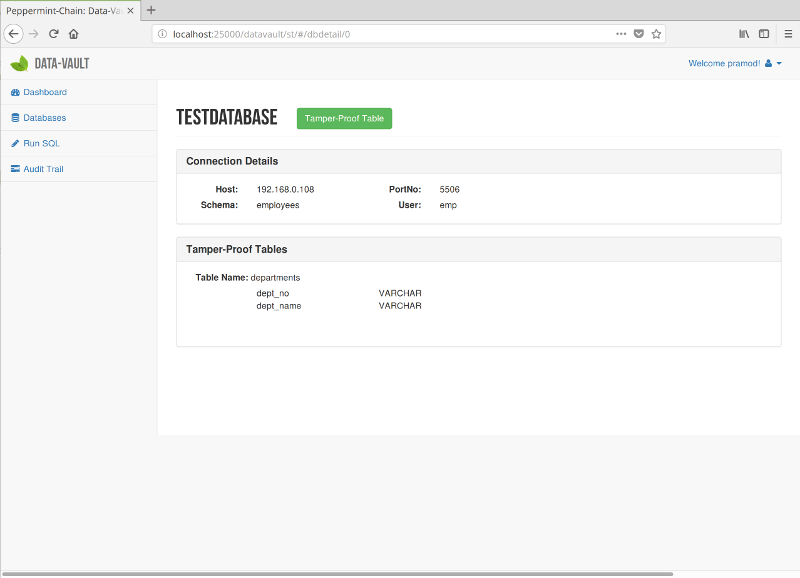 Peppermint-Chain: Data-Va
localhost:25000/datavault/st/#/dbdetail/0
DATA-VAULT
Welcome pramod!
Dashboard
Databases
Run SQL
Audit Trail
TESTDATABASE
Tamper-Proof Table
Connection Details
Host: 192.168.0.108 PortNo: 5506
Schema: employees User: emp
Tamper-Proof Tables
Table Name: departments
dept_no VARCHAR
dept_name VARCHAR